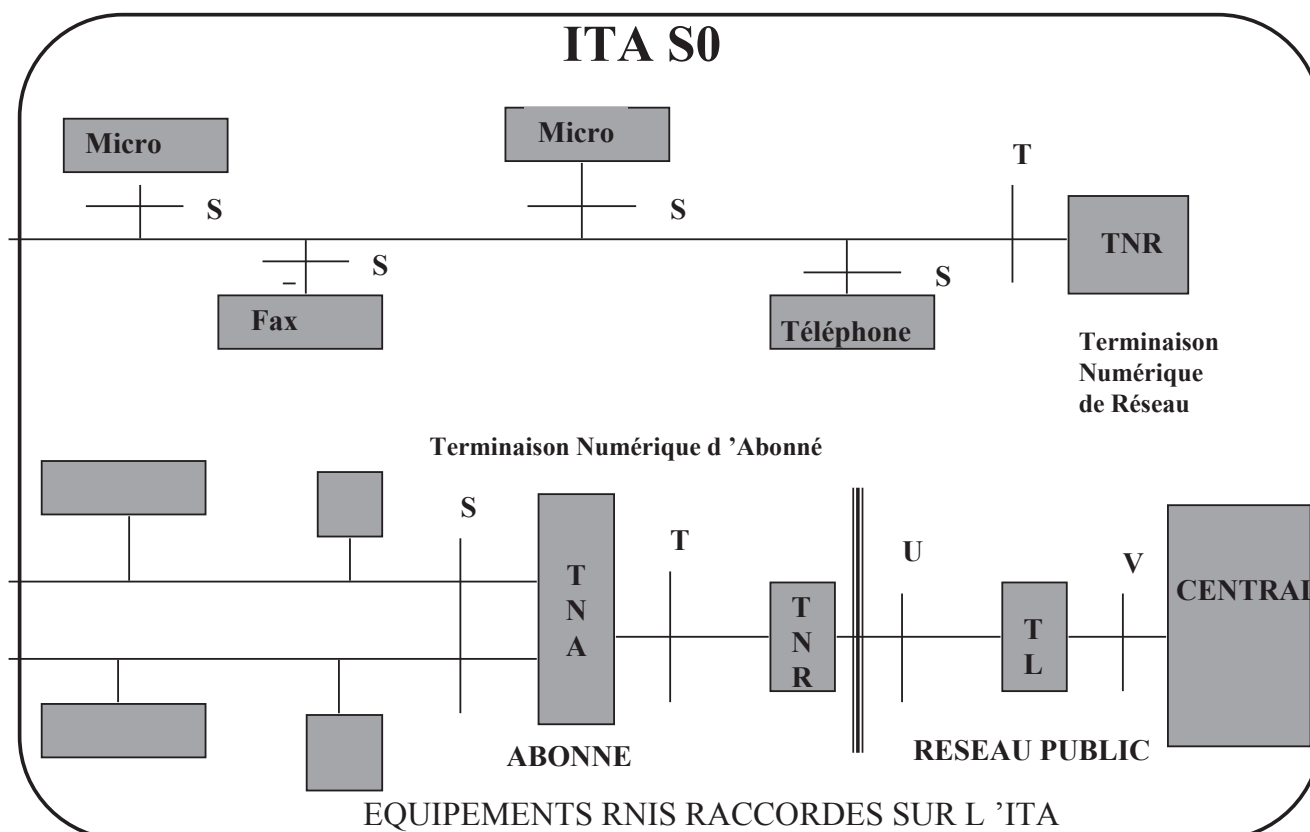 ITA S0
Micro
Micro
T
S
S
TNR
S
S
Fax
Téléphone
Terminaison
Numérique
de Réseau
Terminaison Numérique d ’Abonné
S
T
U
V
T
N
A
T
N
R
T
L
CENTRAL
ABONNE
RESEAU PUBLIC
EQUIPEMENTS RNIS RACCORDES SUR L ’ITA